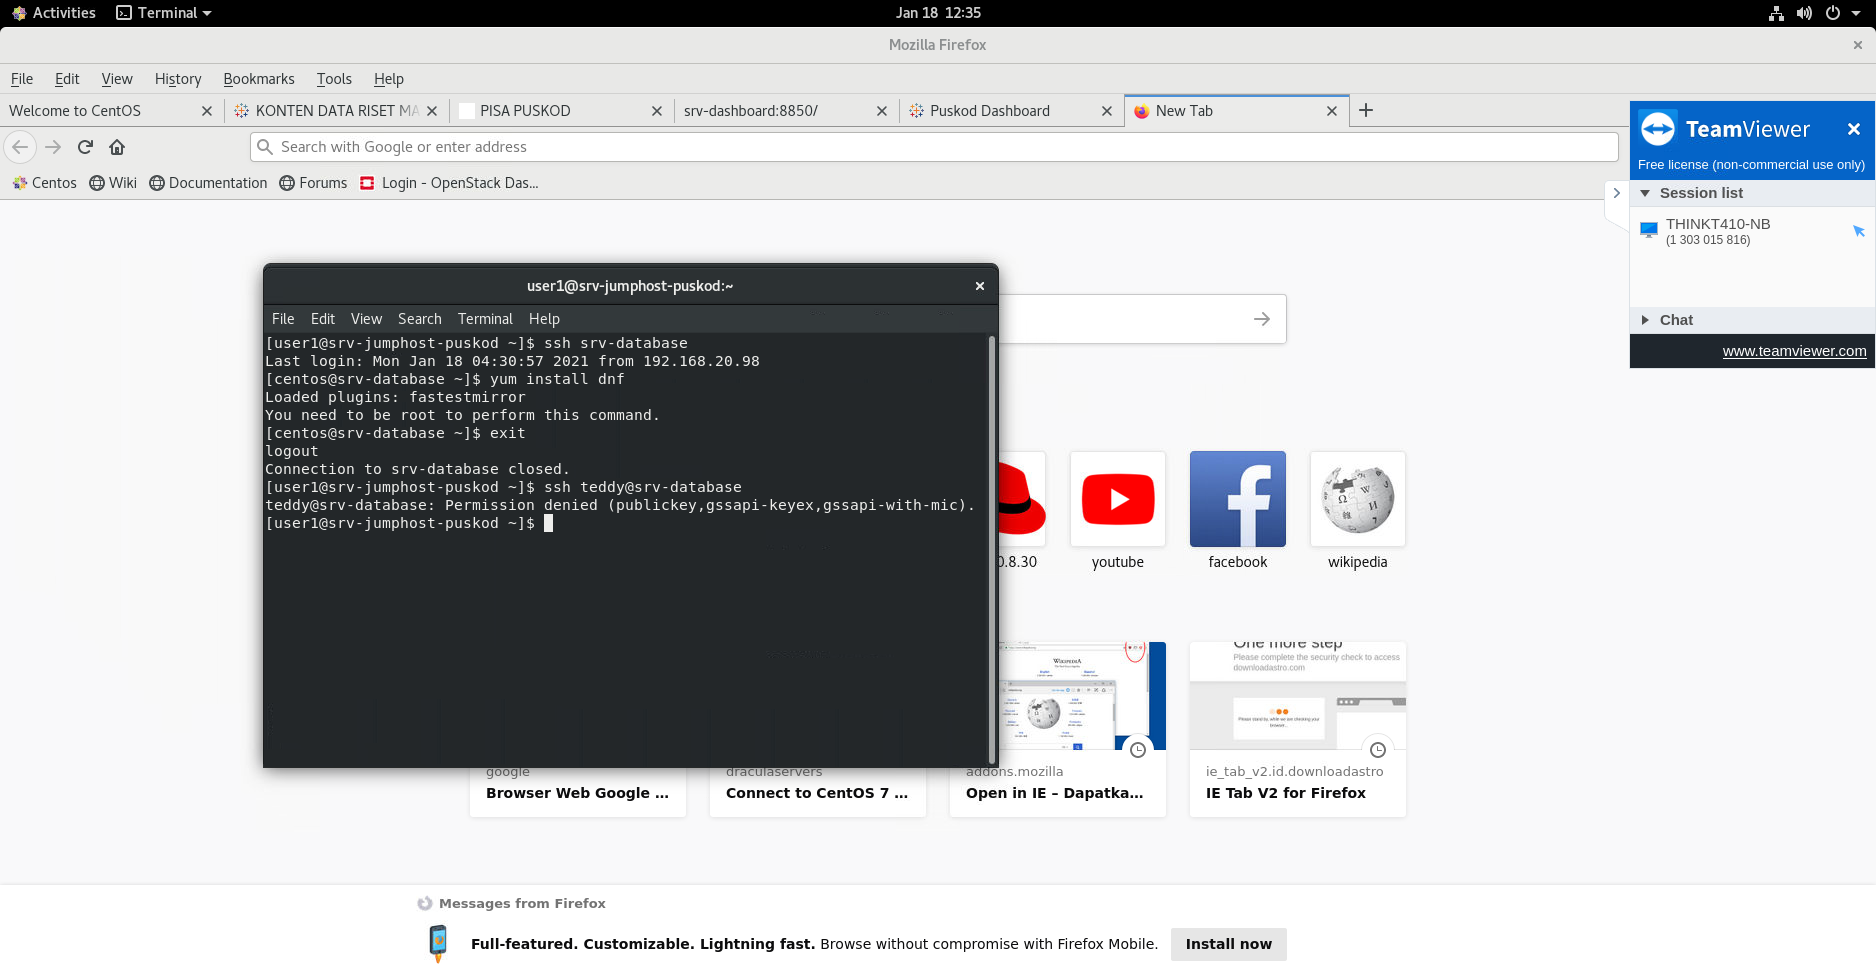 Activities
Terminal
Jan 18 12:35
Mozilla Firefox
File Edit View History Bookmarks Tools Help
Welcome to CentOS
KONTEN DATA RISET MA
PISA PUSKOD
srv-dashboard:8850/
Puskod Dashboard
New Tab
Search with Google or enter address
Centos Wiki Documentation Forums Login - OpenStack Das...
TeamViewer
Free license (non-commercial use only)
Session list
THINKT410-NB
(1 303 015 816)
Chat
www.teamviewer.com
user1@srv-jumphost-puskod:~
File Edit View Search Terminal Help
[user1@srv-jumphost-puskod ~]$ ssh srv-database
Last login: Mon Jan 18 04:30:57 2021 from 192.168.20.98
[centos@srv-database ~]$ yum install dnf
Loaded plugins: fastestmirror
You need to be root to perform this command.
[centos@srv-database ~]$ exit
logout
Connection to srv-database closed.
[user1@srv-jumphost-puskod ~]$ ssh teddy@srv-database
teddy@srv-database: Permission denied (publickey,gssapi-keyex,gssapi-with-mic).
[user1@srv-jumphost-puskod ~]$
0.8.30
youtube
facebook
wikipedia
WIKIPEDIA
One more step
Please complete the security check to access
downloadastro.com
Please stand by, while we are checking your
browser...
google
Browser Web Google ...
draculaservers
Connect to CentOS 7 ...
addons.mozilla
Open in IE – Dapatka...
ie_tab_v2.id.downloadastro
IE Tab V2 for Firefox
Messages from Firefox
Full-featured. Customizable. Lightning fast. Browse without compromise with Firefox Mobile.
Install now